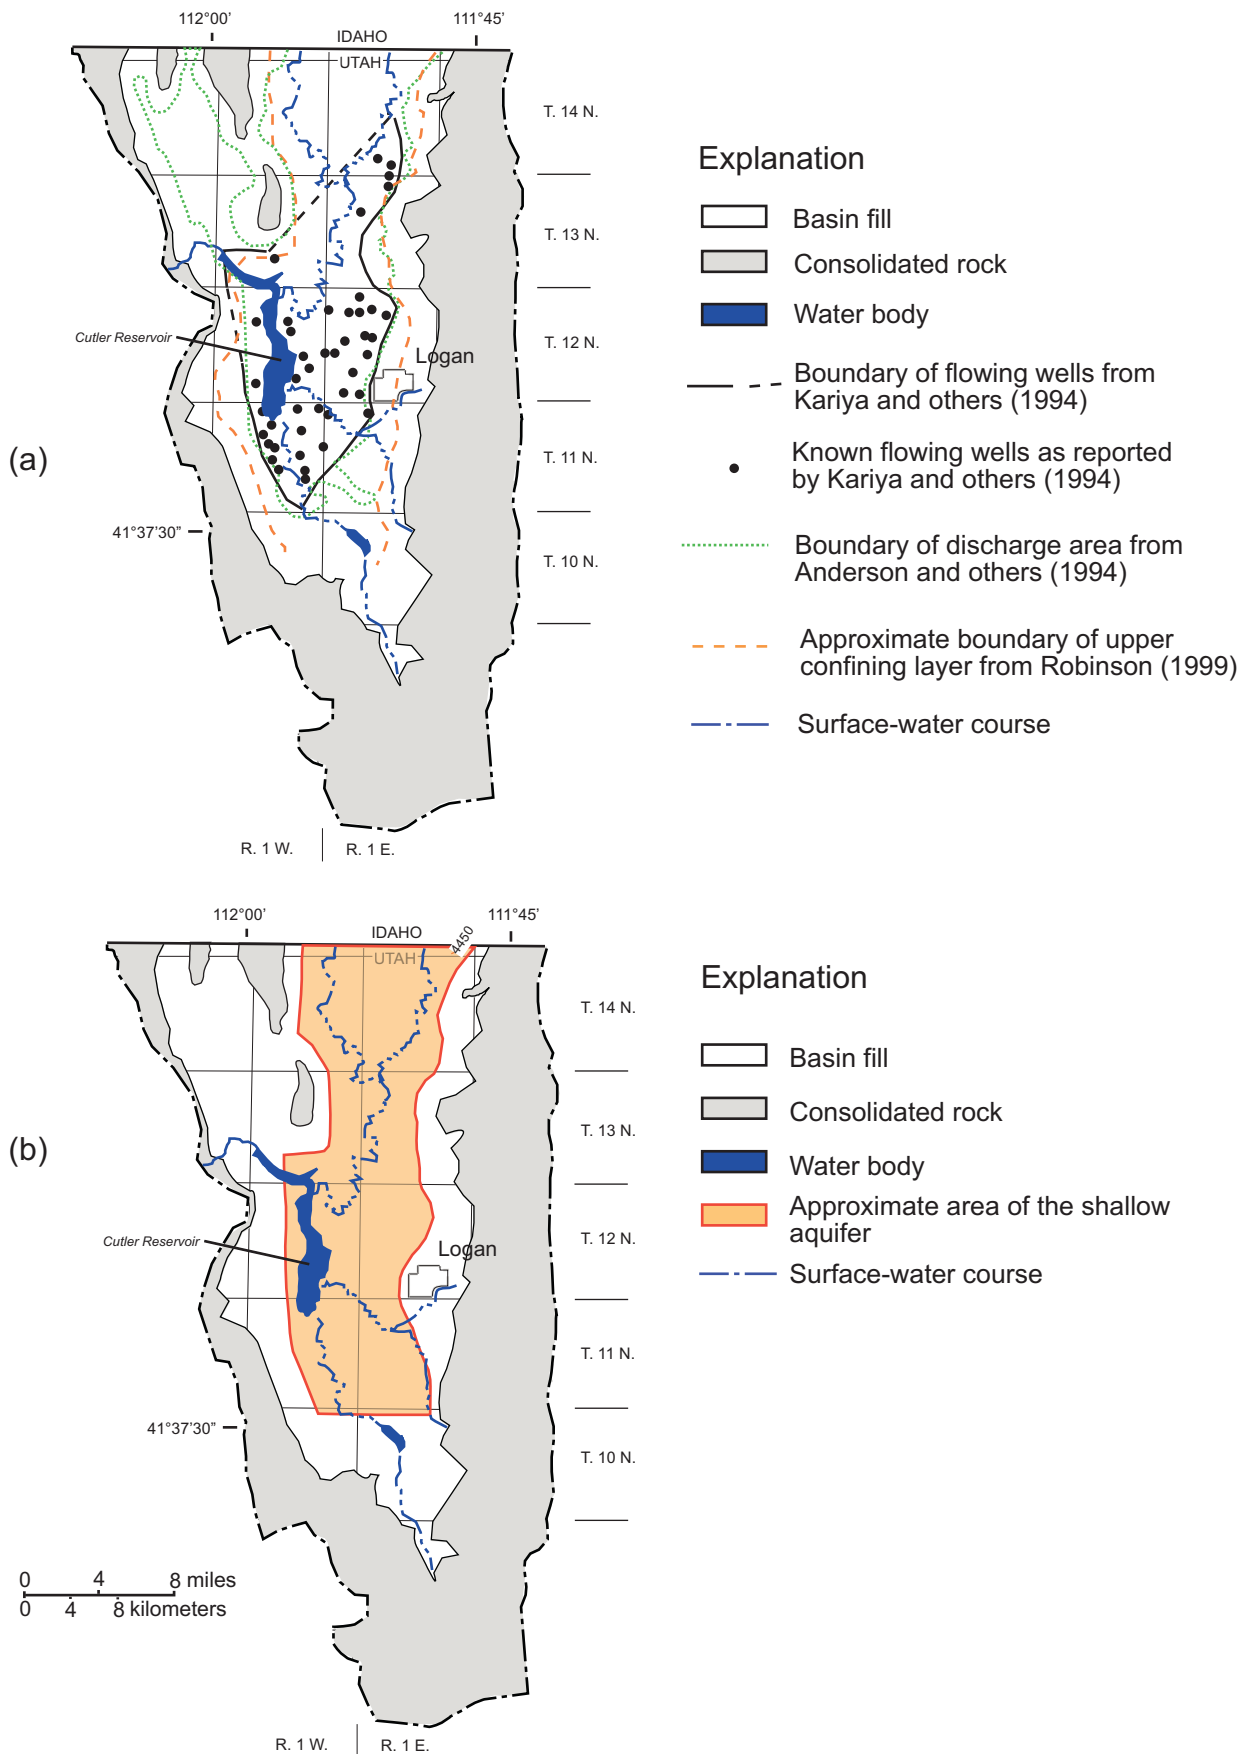 112°00’
111°45’
IDAHO
UTAH
T. 14 N.
T. 13 N.
Cutler Reservoir
T. 12 N.
Logan
(a)
T. 11 N.
41°37'30”
T. 10 N.
R. 1 W.
R. 1 E.
Explanation
Basin fill
Consolidated rock
Water body
Boundary of flowing wells from
Kariya and others (1994)
Known flowing wells as reported
by Kariya and others (1994)
Boundary of discharge area from
Anderson and others (1994)
Approximate boundary of upper
confining layer from Robinson (1999)
Surface-water course
112°00’
111°45’
IDAHO
4450
UTAH
T. 14 N.
(b)
T. 13 N.
Cutler Reservoir
T. 12 N.
Logan
T. 11 N.
41°37'30”
T. 10 N.
0 4 8 miles
0 4 8 kilometers
R. 1 W.
R. 1 E.
Explanation
Basin fill
Consolidated rock
Water body
Approximate area of the shallow
aquifer
Surface-water course